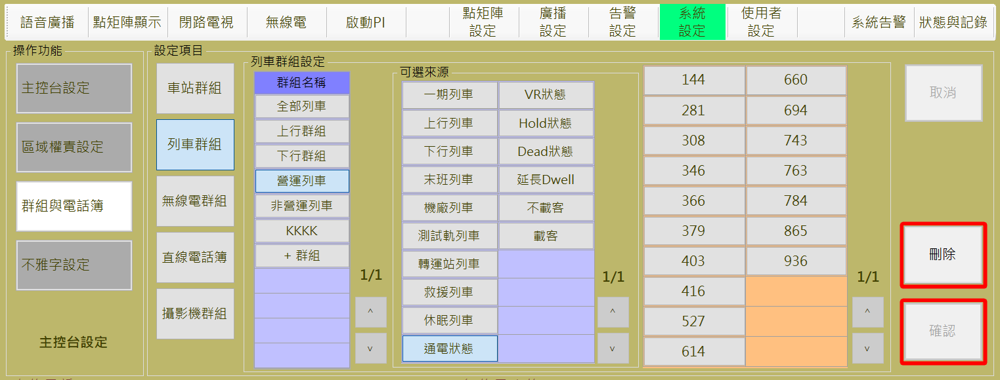 語音廣播 點矩陣顯示 閉路電視 無線電 啟動PI 點矩陣設定 廣播設定 告警設定 系統設定 使用者設定 系統告警 狀態與記錄
操作功能
主控台設定
區域權責設定
群組與電話簿
不雅字設定
主控台設定
設定項目
車站群組
列車群組
無線電群組
直線電話簿
攝影機群組
列車群組設定
群組名稱
全部列車
上行群組
下行群組
營運列車
非營運列車
KKKK
+ 群組
1/1
^
v
可選來源
一期列車 VR狀態
上行列車 Hold狀態
下行列車 Dead狀態
末班列車 延長Dwell
機廠列車 不載客
測試軌列車 載客
轉運站列車
救援列車
休眠列車
通電狀態
1/1
^
v
144 660
281 694
308 743
346 763
366 784
379 865
403 936
416
527
614
1/1
^
v
取消
刪除
確認